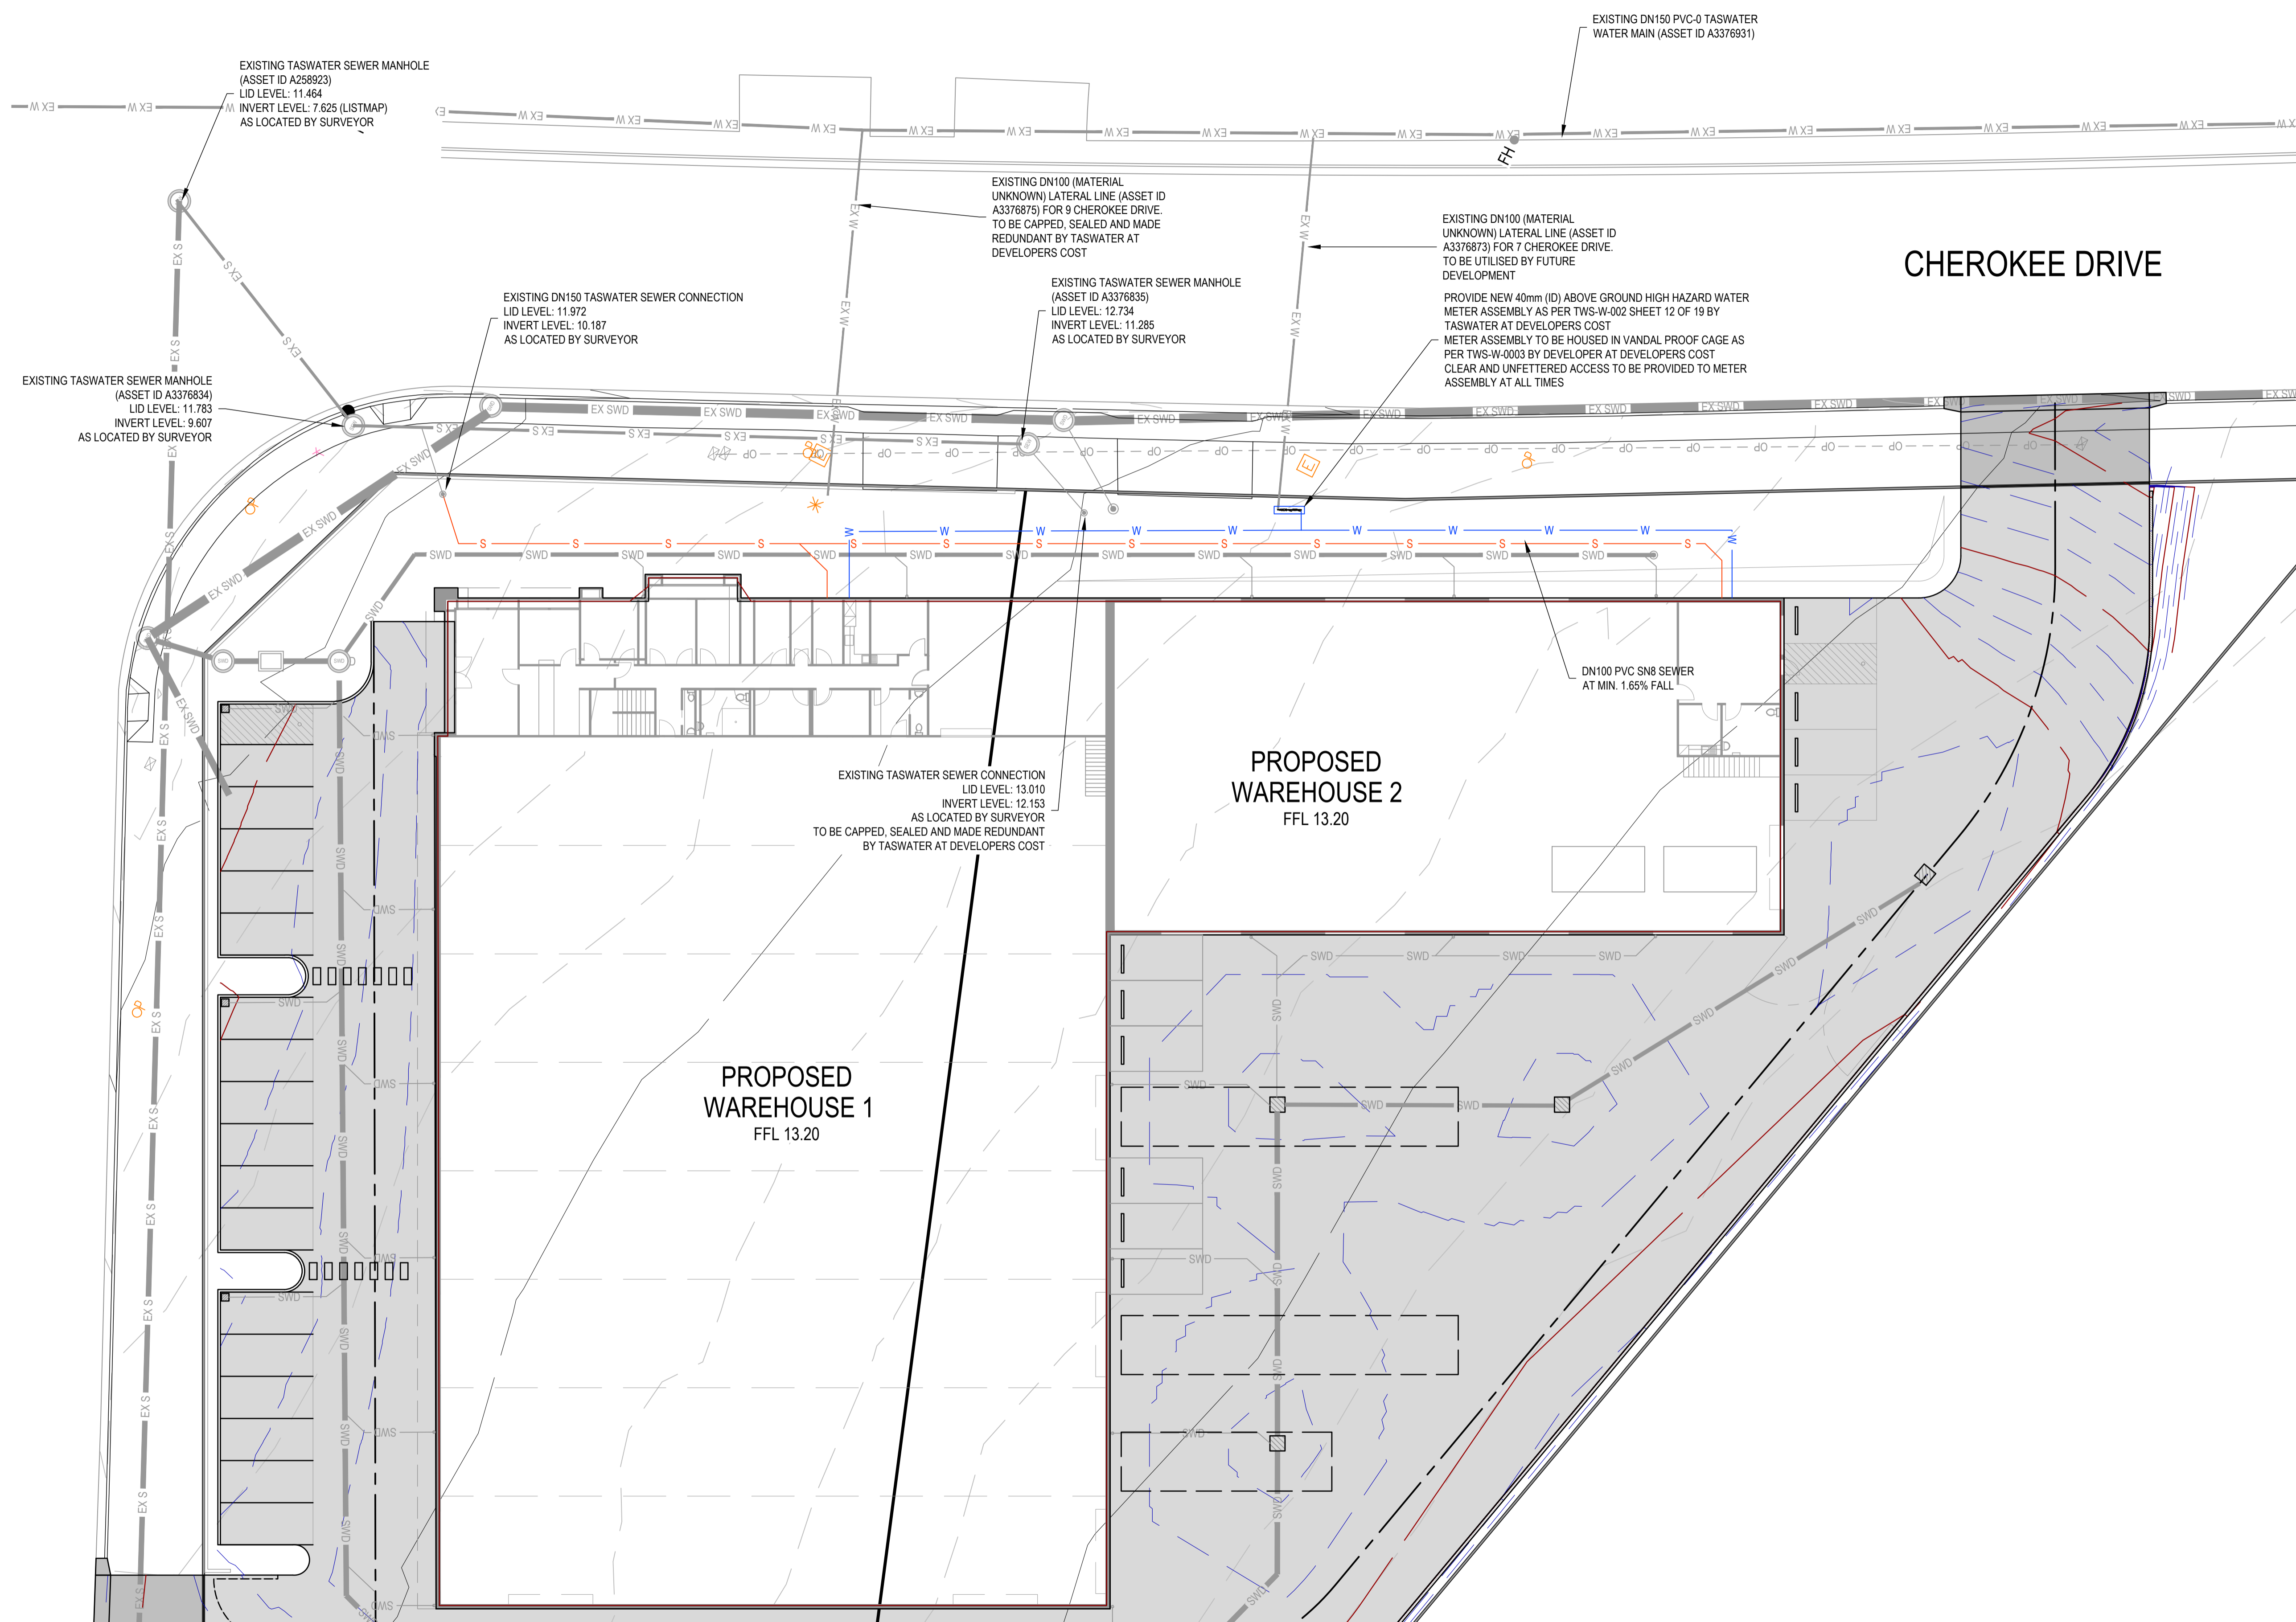 EXISTING DN150 PVC-0 TASWATER
WATER MAIN (ASSET ID A3376931)
EXISTING TASWATER SEWER MANHOLE
(ASSET ID A258923)
LID LEVEL: 11.464
INVERT LEVEL: 7.625 (LISTMAP)
AS LOCATED BY SURVEYOR
EX W
FH
EXISTING DN100 (MATERIAL
UNKNOWN) LATERAL LINE (ASSET ID
A3376875) FOR 9 CHEROKEE DRIVE.
TO BE CAPPED, SEALED AND MADE
REDUNDANT BY TASWATER AT
DEVELOPERS COST
EXISTING DN100 (MATERIAL
UNKNOWN) LATERAL LINE (ASSET ID
A3376873) FOR 7 CHEROKEE DRIVE.
TO BE UTILISED BY FUTURE
DEVELOPMENT
CHEROKEE DRIVE
EXISTING DN150 TASWATER SEWER CONNECTION
LID LEVEL: 11.972
INVERT LEVEL: 10.187
AS LOCATED BY SURVEYOR
EXISTING TASWATER SEWER MANHOLE
(ASSET ID A3376835)
LID LEVEL: 12.734
INVERT LEVEL: 11.285
AS LOCATED BY SURVEYOR
PROVIDE NEW 40mm (ID) ABOVE GROUND HIGH HAZARD WATER
METER ASSEMBLY AS PER TWS-W-002 SHEET 12 OF 19 BY
TASWATER AT DEVELOPERS COST
METER ASSEMBLY TO BE HOUSED IN VANDAL PROOF CAGE AS
PER TWS-W-0003 BY DEVELOPER AT DEVELOPERS COST
CLEAR AND UNFETTERED ACCESS TO BE PROVIDED TO METER
ASSEMBLY AT ALL TIMES
EXISTING TASWATER SEWER MANHOLE
(ASSET ID A3376834)
LID LEVEL: 11.783
INVERT LEVEL: 9.607
AS LOCATED BY SURVEYOR
EX S
EX SWD
OP
E
W
S
SWD
DN100 PVC SN8 SEWER
AT MIN. 1.65% FALL
PROPOSED
WAREHOUSE 2
FFL 13.20
EXISTING TASWATER SEWER CONNECTION
LID LEVEL: 13.010
INVERT LEVEL: 12.153
AS LOCATED BY SURVEYOR
TO BE CAPPED, SEALED AND MADE REDUNDANT
BY TASWATER AT DEVELOPERS COST
PROPOSED
WAREHOUSE 1
FFL 13.20